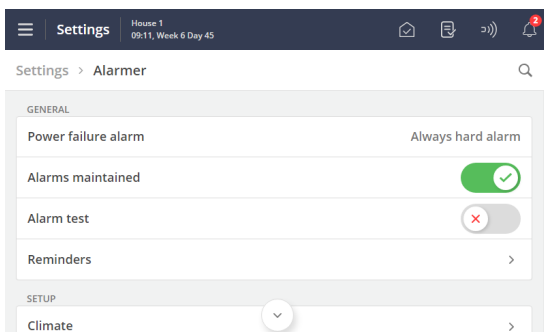 Settings
House 1
09:11, Week 6 Day 45
2
Settings > Alarmer
GENERAL
Power failure alarm
Always hard alarm
Alarms maintained
Alarm test
Reminders
SETUP
Climate